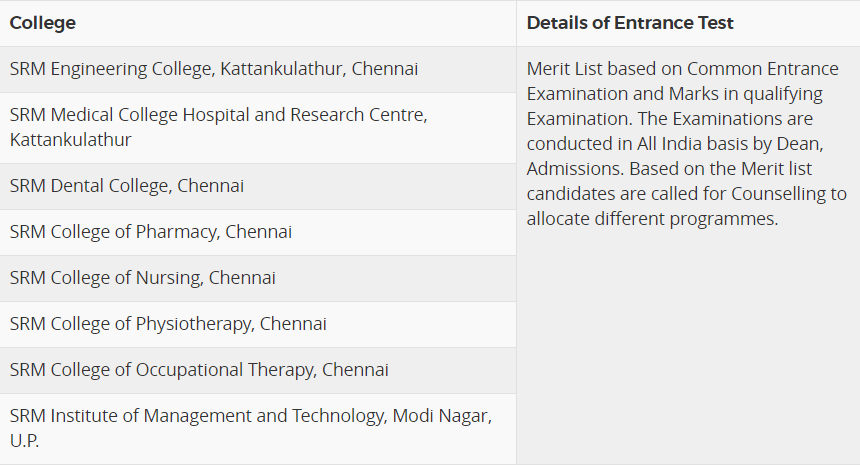 College
Details of Entrance Test
SRM Engineering College, Kattankulathur, Chennai
SRM Medical College Hospital and Research Centre,
Kattankulathur
SRM Dental College, Chennai
SRM College of Pharmacy, Chennai
SRM College of Nursing, Chennai
SRM College of Physiotherapy, Chennai
SRM College of Occupational Therapy, Chennai
SRM Institute of Management and Technology, Modi Nagar,
U.P.
Merit List based on Common Entrance
Examination and Marks in qualifying
Examination. The Examinations are
conducted in All India basis by Dean,
Admissions. Based on the Merit list
candidates are called for Counselling to
allocate different programmes.